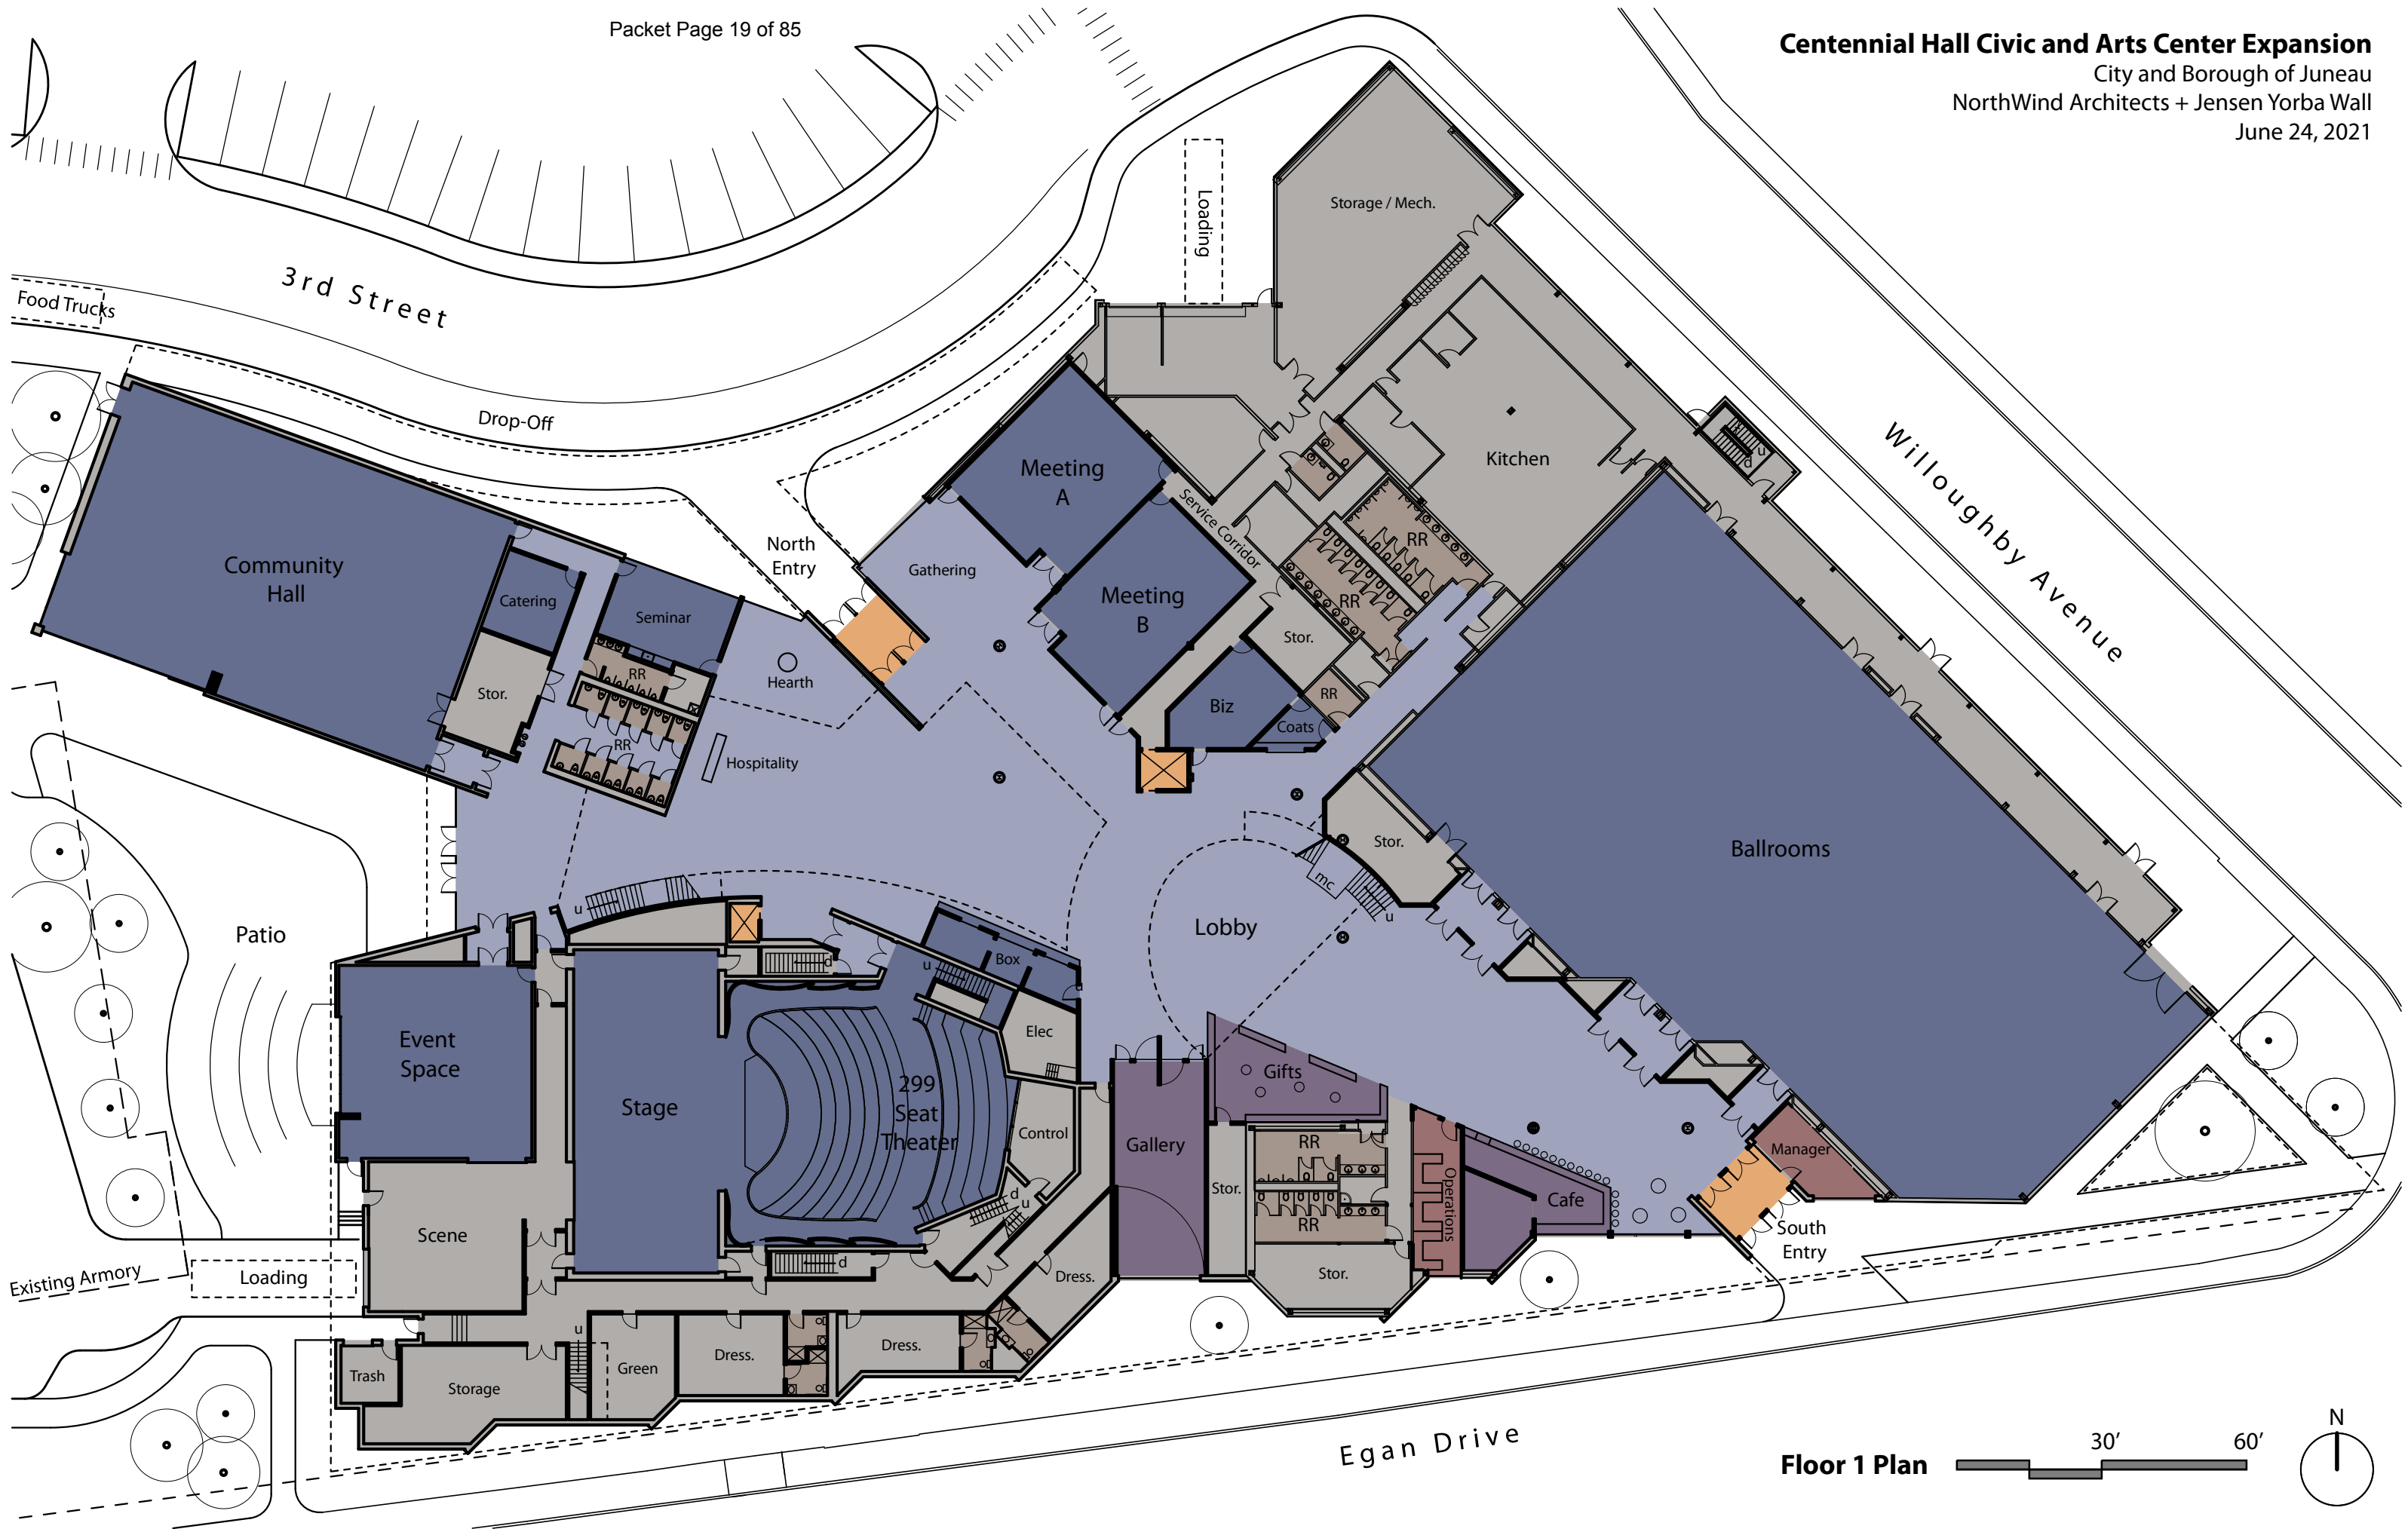 Packet Page 19 of 85
Centennial Hall Civic and Arts Center Expansion
City and Borough of Juneau
NorthWind Architects + Jensen Yorba Wall
June 24, 2021
Loading
Storage / Mech.
3rd Street
Food Trucks
Drop-Off
Willoughby Avenue
Kitchen
u
d
Meeting
A
Service Corridor
RR
North
Entry
Gathering
Community
Hall
Catering
Seminar
Meeting
B
RR
Stor.
Hearth
RR
Stor.
RR
Biz
Coats
RR
Hospitality
Stor.
Ballrooms
mc
u
u
Lobby
Patio
d
u
Box
Elec
Event
Space
Stage
299
Seat
Theater
Gifts
Control
Gallery
RR
Manager
Operations
Stor.
Cafe
d
u
RR
South
Entry
Scene
d
Dress.
Stor.
Existing Armory
Loading
u
Green
Dress.
Dress.
Trash
Storage
Egan Drive
Floor 1 Plan
30’
60’
N